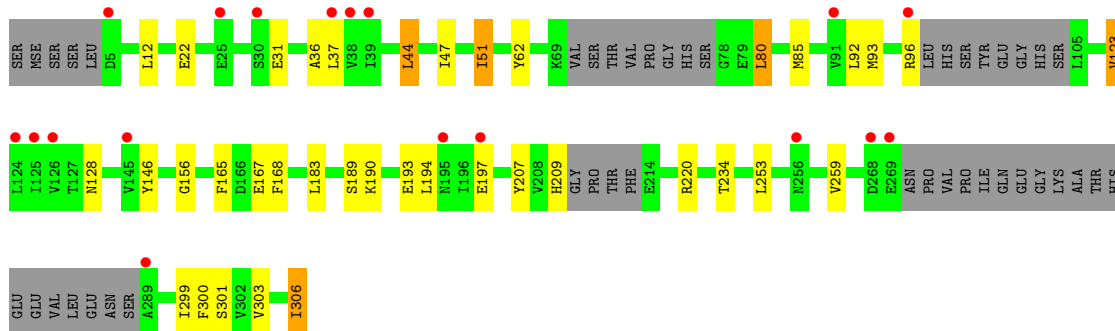 SER MSE SER SER LEU D5 L12 E22 E25 S30 E31 A36 L37 V38 I39 L44 I47 I51 Y62 K69 VAL SER THR VAL PRO GLY HIS SER G78 E79 L80 M85 V91 L92 M93 R96 LEU HIS SER TYR GLU GLU GLY HIS SER L105 V123
L124 I125 V126 T127 N128 V145 Y146 G156 F165 D166 E167 F168 L183 S189 K190 E193 L194 N195 I196 E197 Y207 V208 H209 GLY PRO THR PHE E214 R220 T234 L253 N256 V259 D268 E269 ASN PRO VAL PRO ILE GLN GLU GLY LYS ALA THR HIS
GLU GLU VAL LEU GLU ASN SER A289 I299 F300 S301 V302 V303 I306